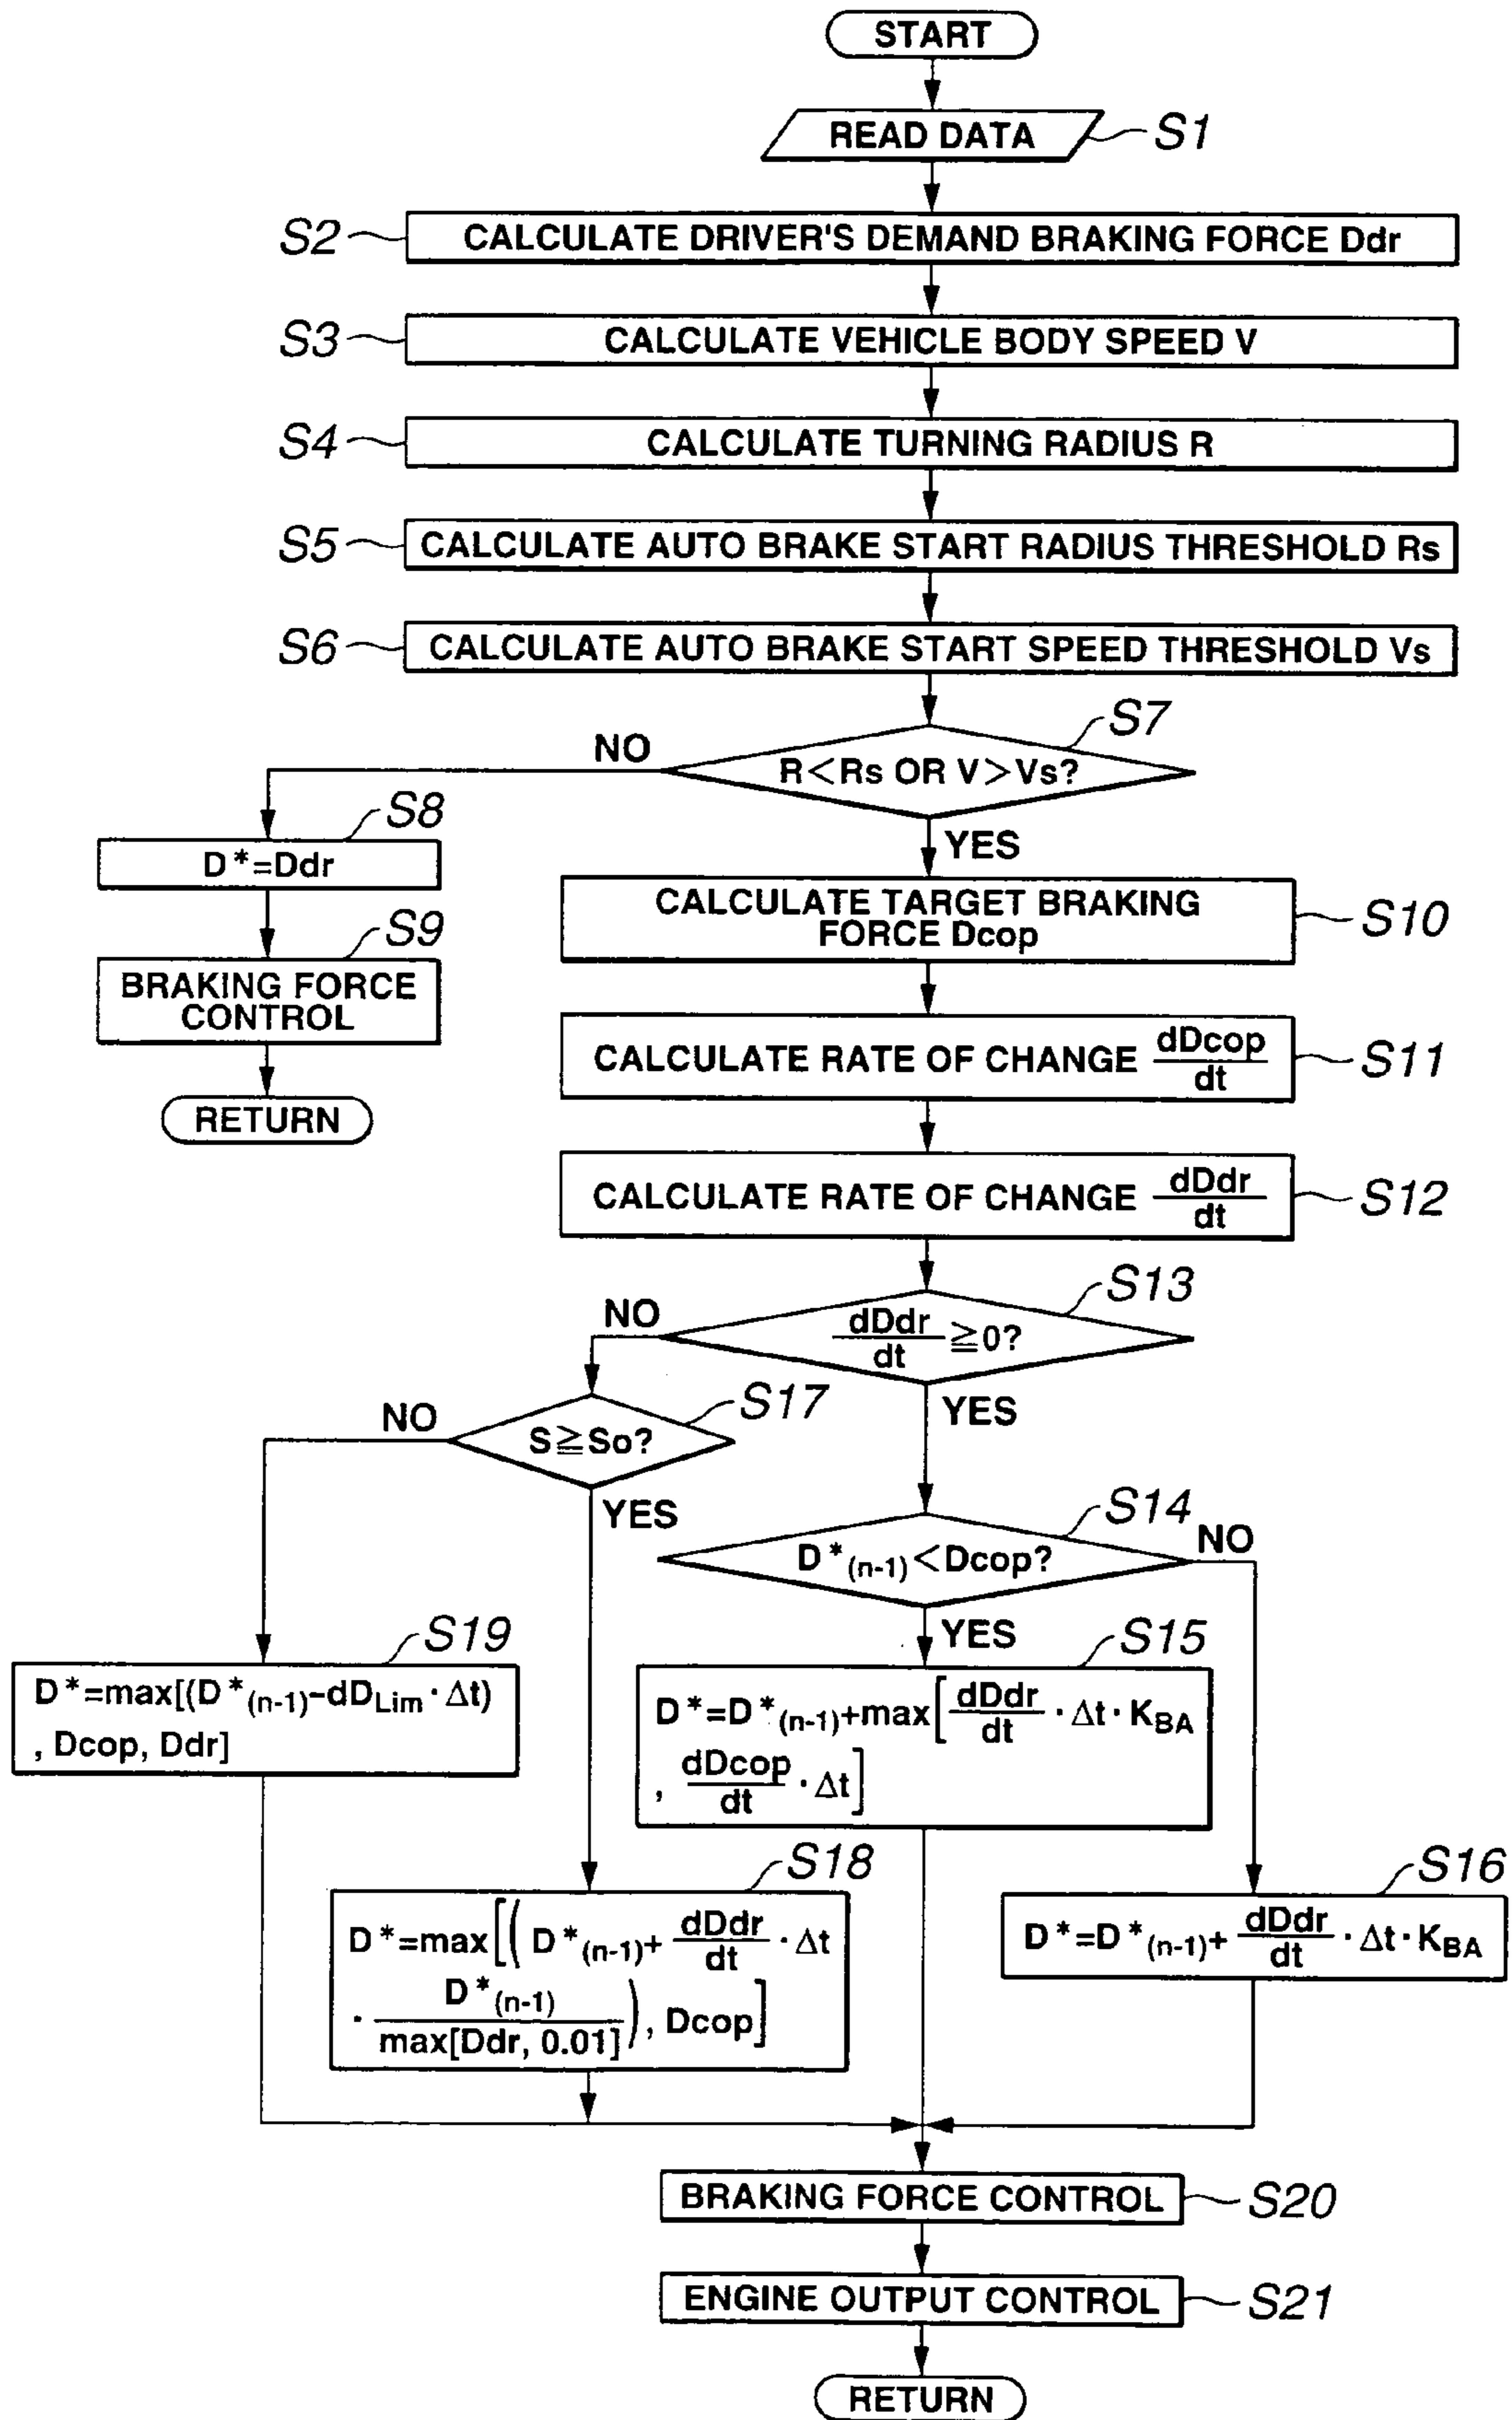 START
READ DATA
S1
S2
CALCULATE DRIVER'S DEMAND BRAKING FORCE Ddr
S3
CALCULATE VEHICLE BODY SPEED V
S4
CALCULATE TURNING RADIUS R
S5
CALCULATE AUTO BRAKE START RADIUS THRESHOLD Rs
S6
CALCULATE AUTO BRAKE START SPEED THRESHOLD Vs
S7
R<Rs OR V>Vs?
NO
YES
S8
D*=Ddr
S9
BRAKING FORCE
CONTROL
RETURN
CALCULATE TARGET BRAKING
FORCE Dcop
S10
CALCULATE RATE OF CHANGE dDcop/dt
S11
CALCULATE RATE OF CHANGE dDdr/dt
S12
S13
dDdr/dt ≧0?
NO
YES
S17
S≧So?
NO
YES
S14
D*(n-1)<Dcop?
NO
YES
S19
D*=max[(D*(n-1)-dDLim·Δt)
, Dcop, Ddr]
S15
D*=D*(n-1)+max[dDdr/dt·Δt·KBA
, dDcop/dt·Δt]
S18
D*=max[(D*(n-1)+dDdr/dt·Δt
·D*(n-1)/max[Ddr, 0.01]), Dcop]
S16
D*=D*(n-1)+dDdr/dt·Δt·KBA
BRAKING FORCE CONTROL
S20
ENGINE OUTPUT CONTROL
S21
RETURN